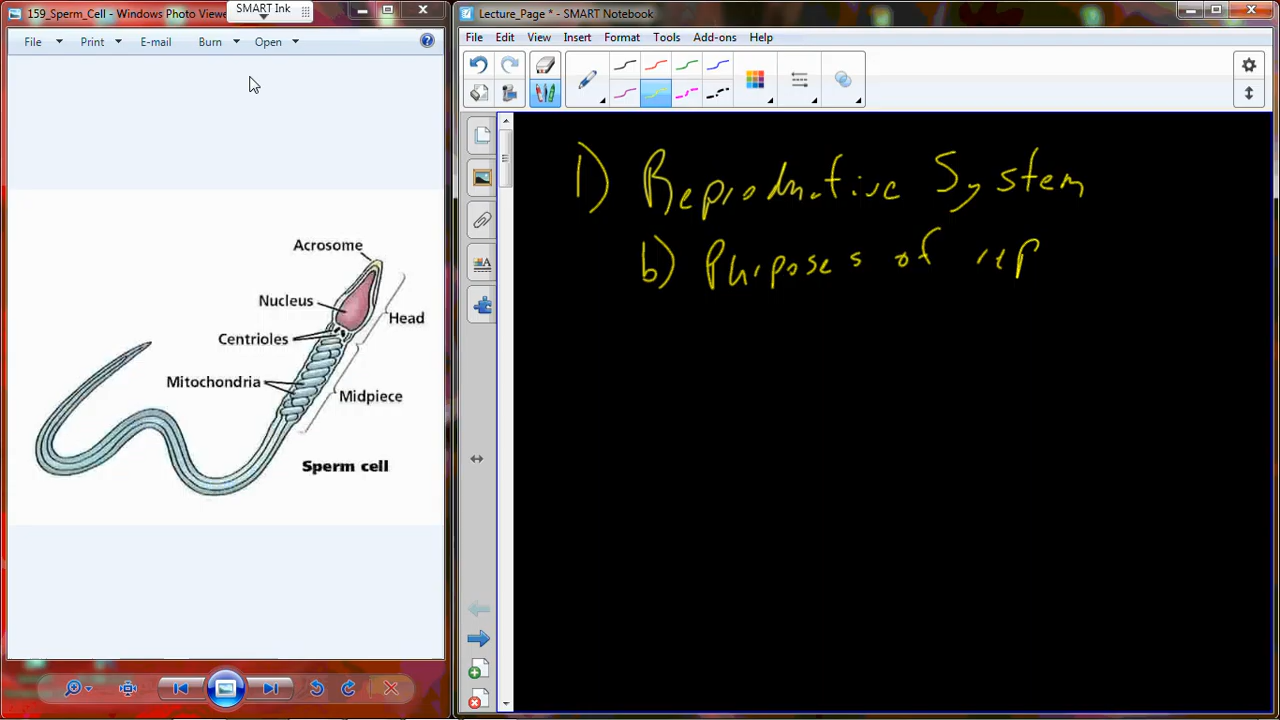 159_Sperm_Cell - Windows Photo Viewe
SMART Ink
File Print E-mail Burn Open
Acrosome
Nucleus
Head
Centrioles
Mitochondria
Midpiece
Sperm cell
Lecture_Page * - SMART Notebook
File Edit View Insert Format Tools Add-ons Help
1) Reproductive System
b) Purposes of rep